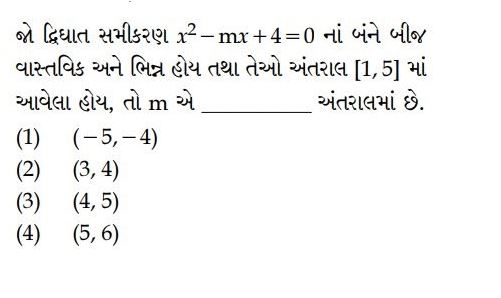 જો દ્વિઘાત સમીકરણ x² − mx + 4 = 0 નાં બંને બીજ
વાસ્તવિક અને ભિન્ન હોય તથા તેઓ અંતરાલ [1, 5] માં
આવેલા હોય, તો m એ __________ અંતરાલમાં છે.
(1) (−5, −4)
(2) (3, 4)
(3) (4, 5)
(4) (5, 6)